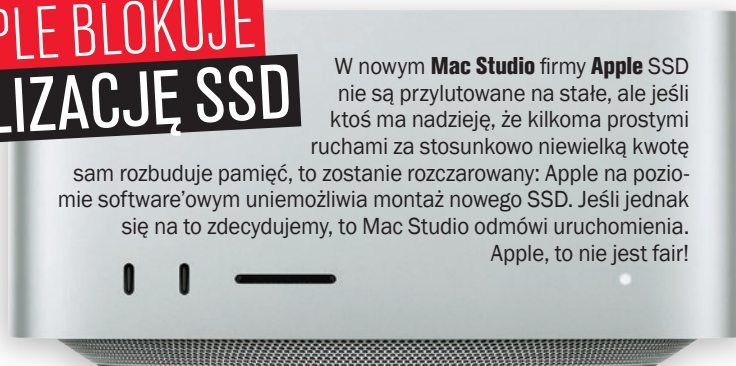 BLOKUJE
SSD
W nowym Mac Studio firmy Apple SSD
nie są przylutowane na stałe, ale jeśli
ktoś ma nadzieję, że kilkoma prostymi
ruchami za stosunkowo niewielką kwotę
sam rozbuduje pamięć, to zostanie rozczarowany: Apple na pozio-
mie software’owym uniemożliwia montaż nowego SSD. Jeśli jednak
się na to zdecydujemy, to Mac Studio odmówi uruchomienia.
Apple, to nie jest fair!